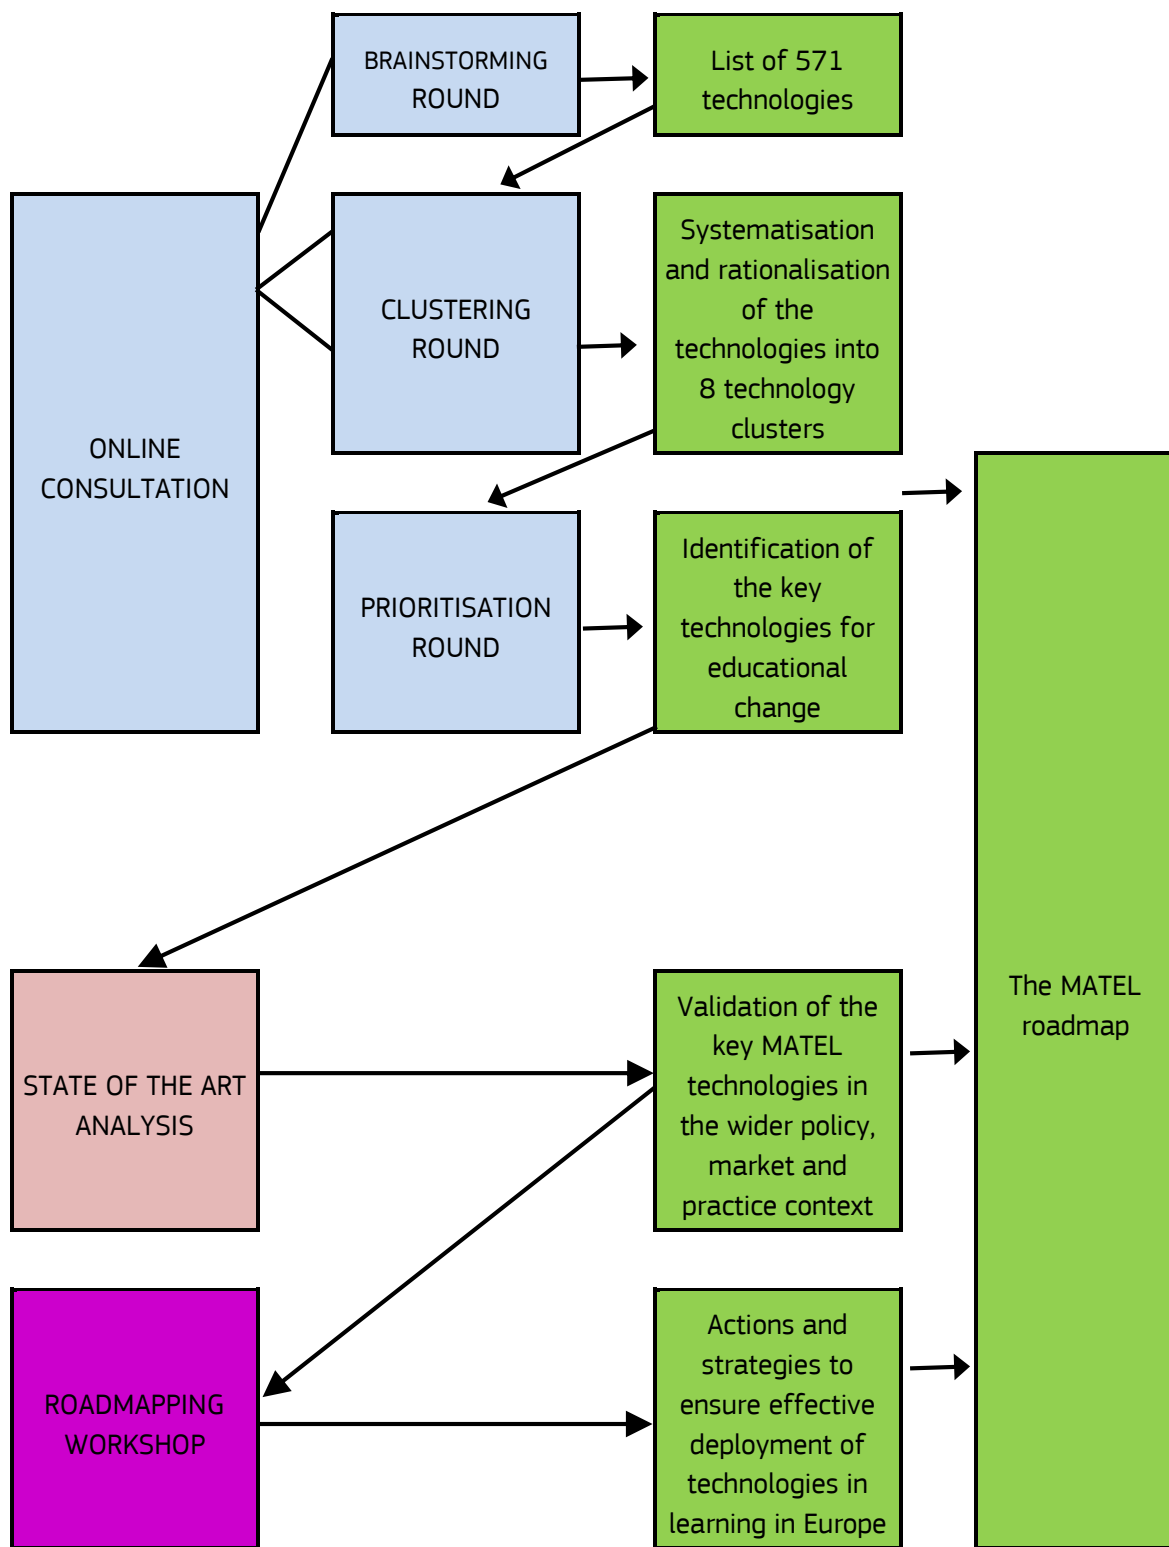 BRAINSTORMING
ROUND
List of 571
technologies
ONLINE
CONSULTATION
CLUSTERING
ROUND
Systematisation
and rationalisation
of the
technologies into
8 technology
clusters
PRIORITISATION
ROUND
Identification of
the key
technologies for
educational
change
STATE OF THE ART
ANALYSIS
Validation of the
key MATEL
technologies in
the wider policy,
market and
practice context
The MATEL
roadmap
ROADMAPPING
WORKSHOP
Actions and
strategies to
ensure effective
deployment of
technologies in
learning in Europe